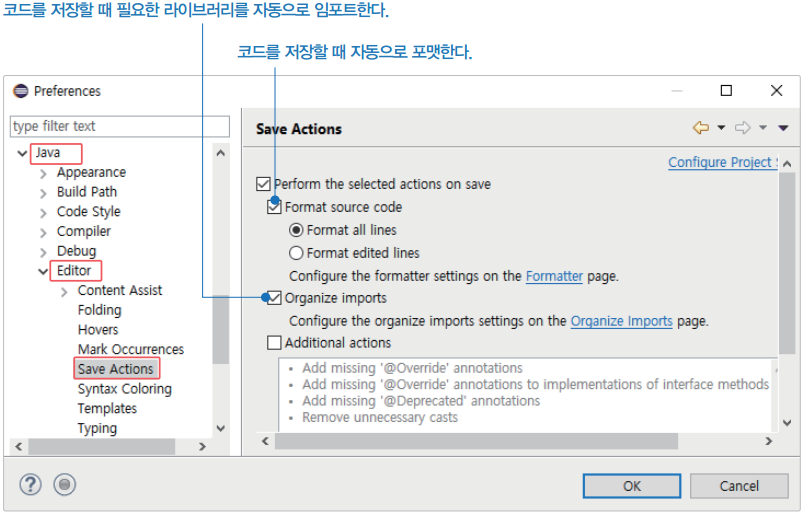 코드를 저장할 때 필요한 라이브러리를 자동으로 임포트한다.
코드를 저장할 때 자동으로 포맷한다.
Preferences
type filter text
Java
Appearance
Build Path
Code Style
Compiler
Debug
Editor
Content Assist
Folding
Hovers
Mark Occurrences
Save Actions
Syntax Coloring
Templates
Typing
Save Actions
Configure Project S
Perform the selected actions on save
Format source code
Format all lines
Format edited lines
Configure the formatter settings on the Formatter page.
Organize imports
Configure the organize imports settings on the Organize Imports page.
Additional actions
• Add missing '@Override' annotations
• Add missing '@Override' annotations to implementations of interface methods
• Add missing '@Deprecated' annotations
• Remove unnecessary casts
OK
Cancel